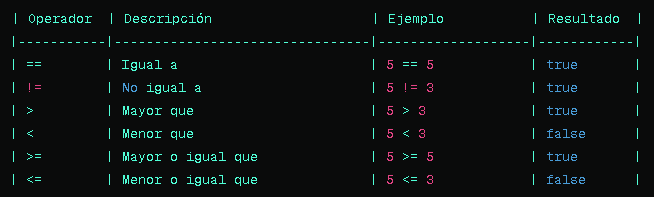 | Operador | Descripción | Ejemplo | Resultado |
|-----------|--------------------------------|-------------------|------------|
| == | Igual a | 5 == 5 | true |
| != | No igual a | 5 != 3 | true |
| > | Mayor que | 5 > 3 | true |
| < | Menor que | 5 < 3 | false |
| >= | Mayor o igual que | 5 >= 5 | true |
| <= | Menor o igual que | 5 <= 3 | false |